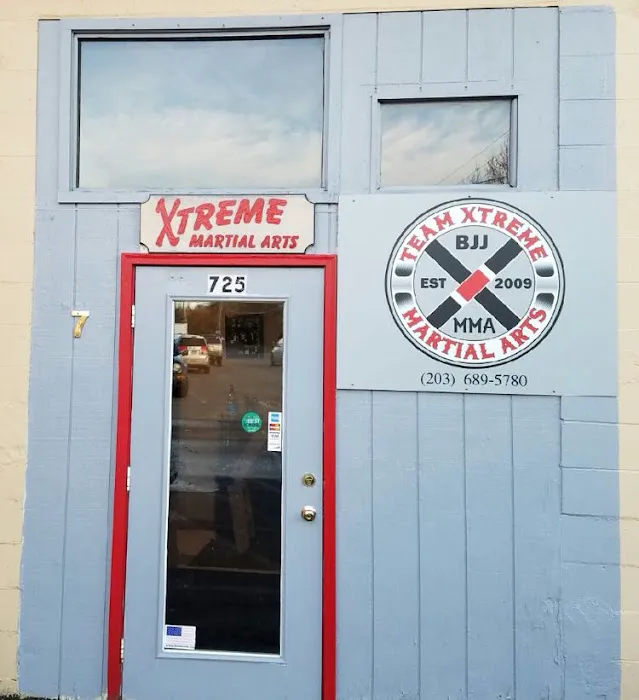 XTREME
MARTIAL ARTS
725
7
TEAM XTREME
BJJ
EST 2009
MMA
MARTIAL ARTS
(203) 689-5780